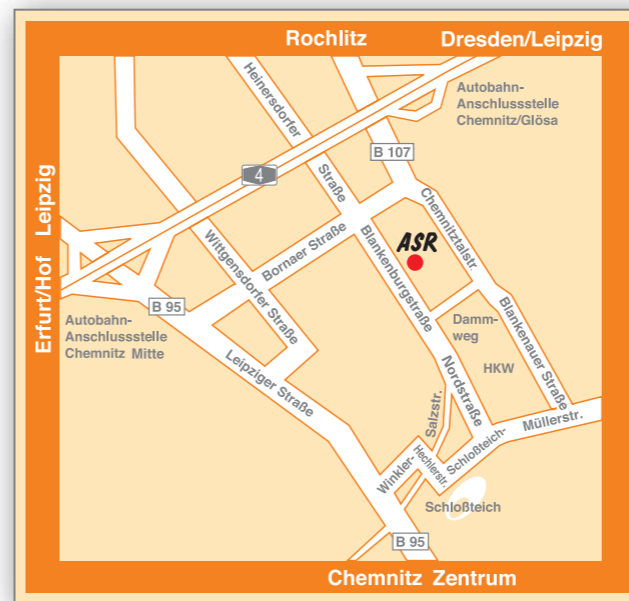 Rochlitz
Dresden/Leipzig
Erfurt/Hof Leipzig
Heinersdorfer
Straße
Autobahn-
Anschlussstelle
Chemnitz/Glösa
B 107
4
Chemnitztalstr.
Wittgensdorfer Straße
Bornaer Straße
Blankenburgstraße
ASR
B 95
Autobahn-
Anschlussstelle
Chemnitz Mitte
Leipziger Straße
Damm-
weg
Blankenauer Straße
HKW
Nordstraße
Salzstr.
Müllerstr.
Schloßteich-
Hechlerstr.
Winkler-
Schloßteich
B 95
Chemnitz Zentrum